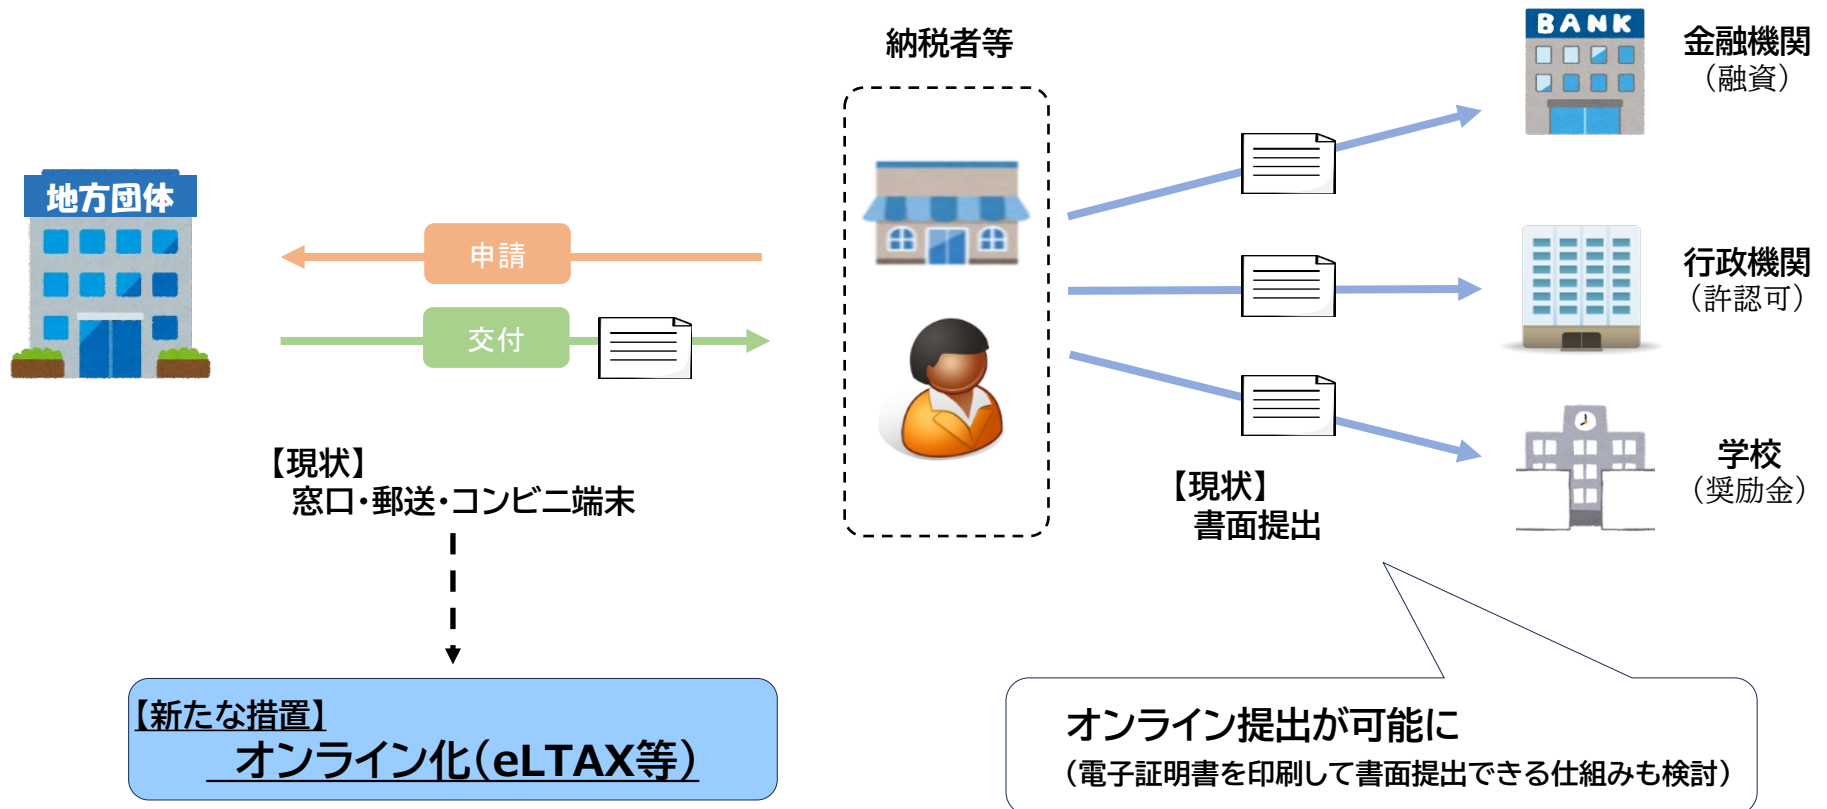 納税者等
BANK
金融機関
（融資）
地方団体
申請
交付
行政機関
（許認可）
学校
（奨励金）
【現状】
窓口・郵送・コンビニ端末
【現状】
書面提出
【新たな措置】
オンライン化（eLTAX等）
オンライン提出が可能に
（電子証明書を印刷して書面提出できる仕組みも検討）